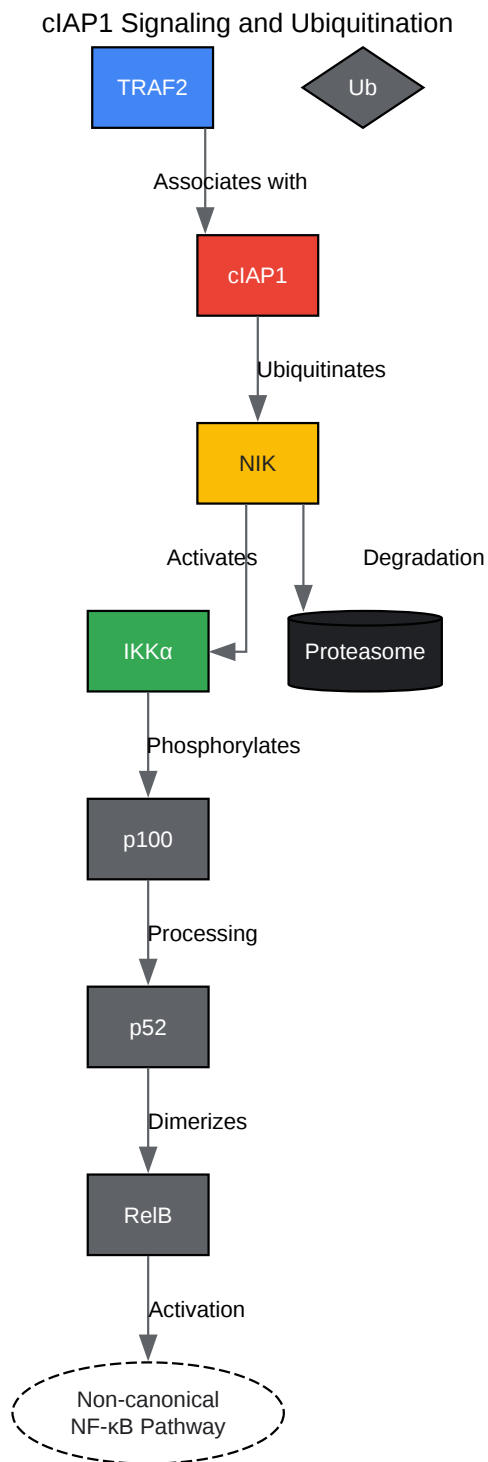 cIAP1 Signaling and Ubiquitination
TRAF2
Ub
Associates with
cIAP1
Ubiquitinates
NIK
Activates
Degradation
IKKα
Proteasome
Phosphorylates
p100
Processing
p52
Dimerizes
RelB
Activation
Non-canonical
NF-κB Pathway